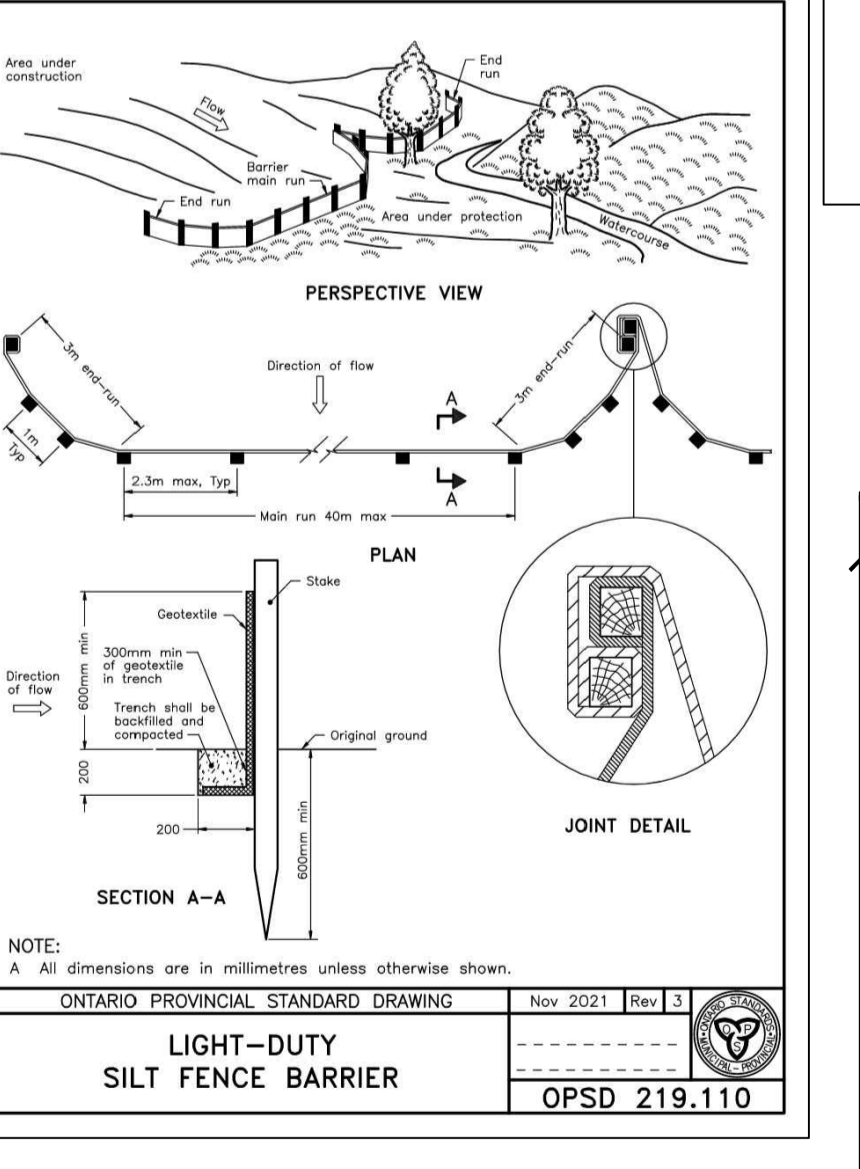 Area under
construction
End
run
Flow
Barrier
main run
End run
Area under protection
Watercourse
PERSPECTIVE VIEW
3m end-run
Direction of flow
3m end-run
A
1m
Typ
2.3m max, Typ
A
Main run 40m max
PLAN
Stake
Geotextile
600mm min
300mm min
of geotextile
in trench
Direction
of flow
Trench shall be
backfilled and
compacted
Original ground
200
200
600mm min
JOINT DETAIL
SECTION A-A
NOTE:
A All dimensions are in millimetres unless otherwise shown.
ONTARIO PROVINCIAL STANDARD DRAWING
Nov 2021
Rev
3
LIGHT-DUTY
SILT FENCE BARRIER
ONTARIO STANDARDS
MUNICIPAL - PROVINCIAL
O P
S
OPSD 219.110